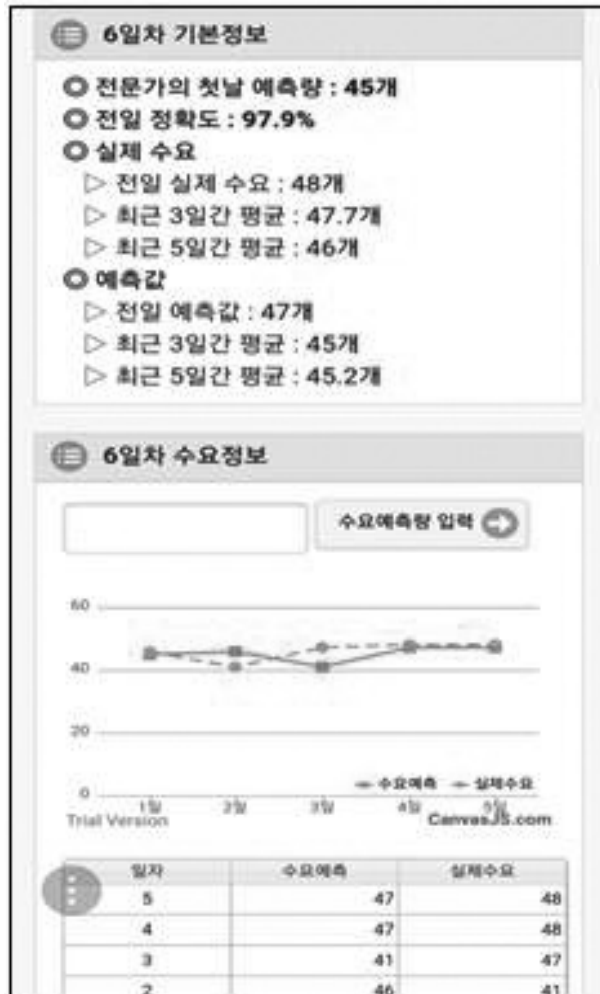 6일차 기본정보
전문가의 첫날 예측량 : 45개
전일 정확도 : 97.9%
실제 수요
▷ 전일 실제 수요 : 48개
▷ 최근 3일간 평균 : 47.7개
▷ 최근 5일간 평균 : 46개
예측값
▷ 전일 예측값 : 47개
▷ 최근 3일간 평균 : 45개
▷ 최근 5일간 평균 : 45.2개
6일차 수요정보
수요예측량 입력
60
40
20
0
1일 2일 3일 4일 5일
수요예측 실제수요
Trial Version CanvasJS.com
일자 수요예측 실제수요
5 47 48
4 47 48
3 41 47
2 46 41